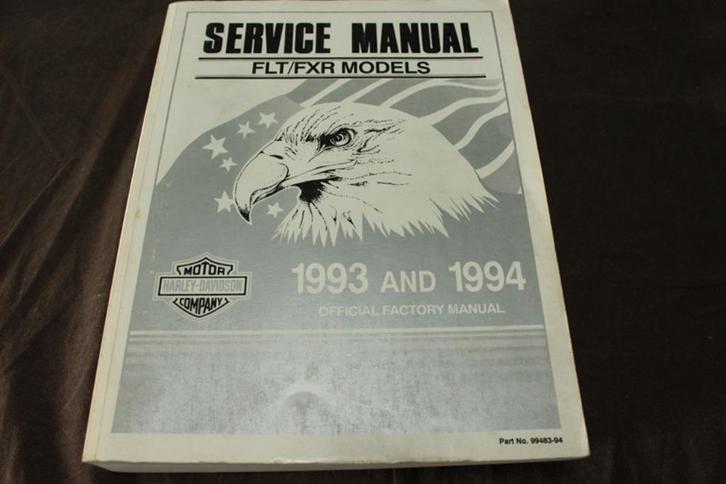 SERVICE MANUAL
FLT/FXR MODELS
MOTOR
HARLEY-DAVIDSON
COMPANY
1993 AND 1994
OFFICIAL FACTORY MANUAL
Part No. 99483-94